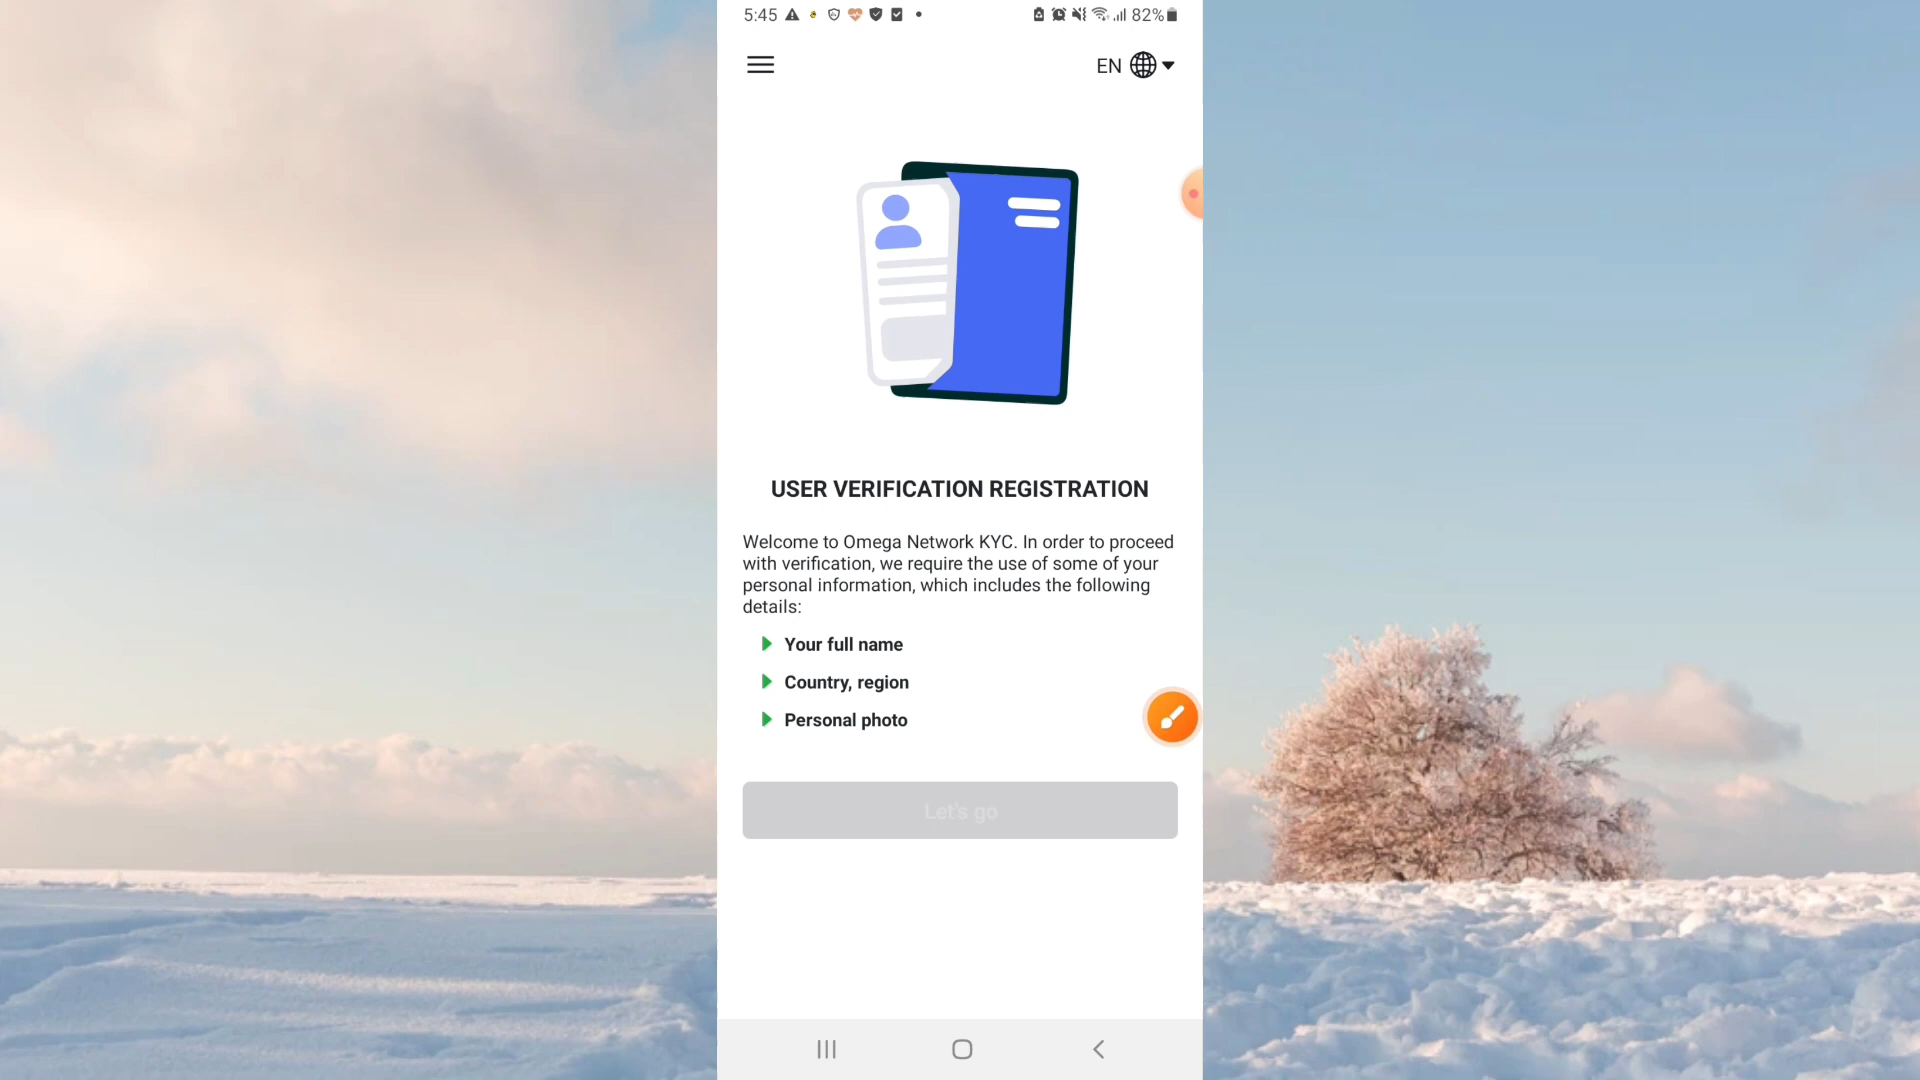 5:45
82%
EN
USER VERIFICATION REGISTRATION
Welcome to Omega Network KYC. In order to proceed
with verification, we require the use of some of your
personal information, which includes the following
details:
Your full name
Country, region
Personal photo
Let's go